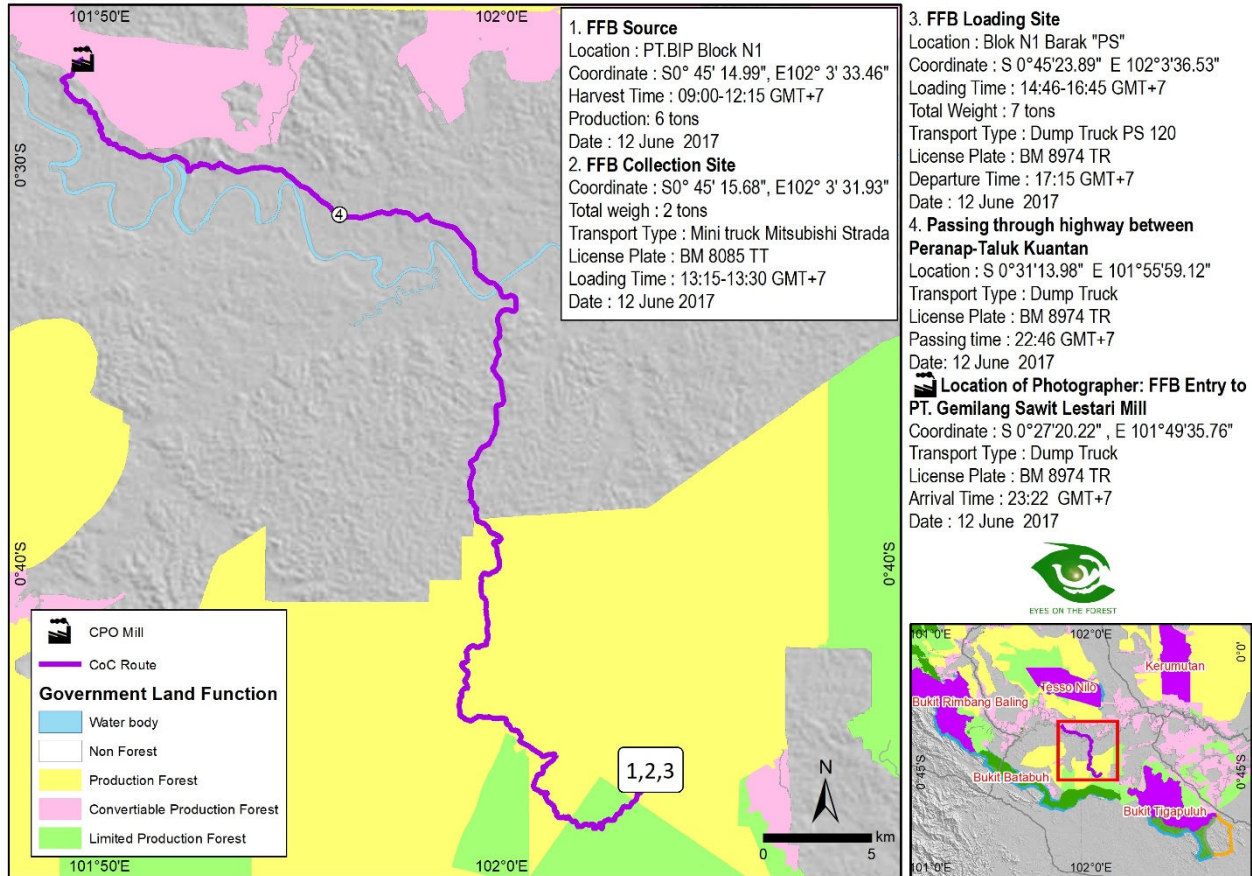 101°50'E
102°0'E
0°30'S
4
0°40'S
0°40'S
1,2,3
N
km
0
5
101°50'E
102°0'E
CPO Mill
CoC Route
Government Land Function
Water body
Non Forest
Production Forest
Convertiable Production Forest
Limited Production Forest
1. FFB Source
Location : PT.BIP Block N1
Coordinate : S0° 45' 14.99", E102° 3' 33.46"
Harvest Time : 09:00-12:15 GMT+7
Production: 6 tons
Date : 12 June 2017
2. FFB Collection Site
Coordinate : S0° 45' 15.68", E102° 3' 31.93"
Total weigh : 2 tons
Transport Type : Mini truck Mitsubishi Strada
License Plate : BM 8085 TT
Loading Time : 13:15-13:30 GMT+7
Date : 12 June 2017
3. FFB Loading Site
Location : Blok N1 Barak "PS"
Coordinate : S 0°45'23.89" E 102°3'36.53"
Loading Time : 14:46-16:45 GMT+7
Total Weight : 7 tons
Transport Type : Dump Truck PS 120
License Plate : BM 8974 TR
Departure Time : 17:15 GMT+7
Date : 12 June 2017
4. Passing through highway between
Peranap-Taluk Kuantan
Location : S 0°31'13.98" E 101°55'59.12"
Transport Type : Dump Truck
License Plate : BM 8974 TR
Passing time : 22:46 GMT+7
Date: 12 June 2017
Location of Photographer: FFB Entry to
PT. Gemilang Sawit Lestari Mill
Coordinate : S 0°27'20.22" , E 101°49'35.76"
Transport Type : Dump Truck
License Plate : BM 8974 TR
Arrival Time : 23:22 GMT+7
Date : 12 June 2017
EYES ON THE FOREST
101°0'E
102°0'E
0°0'
Kerumutan
Tesso Nilo
Bukit Rimbang Baling
0°45'S
0°45'S
Bukit Batabuh
Bukit Tigapuluh
101°0'E
102°0'E